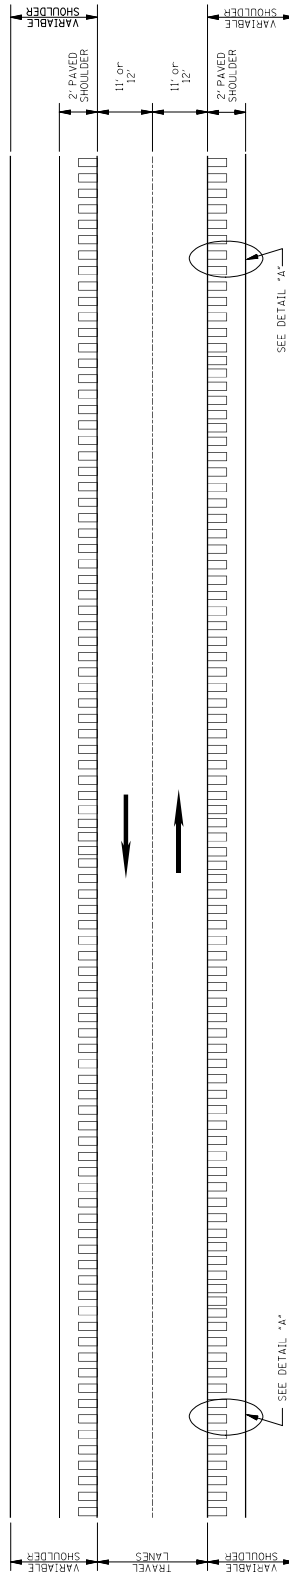 VARIABLE
SHOULDER
2' PAVED
SHOULDER
11' or
12'
11' or
12'
2' PAVED
SHOULDER
VARIABLE
SHOULDER
SEE DETAIL "A"
SEE DETAIL "A"
VARIABLE
SHOULDER
TRAVEL
LANES
VARIABLE
SHOULDER